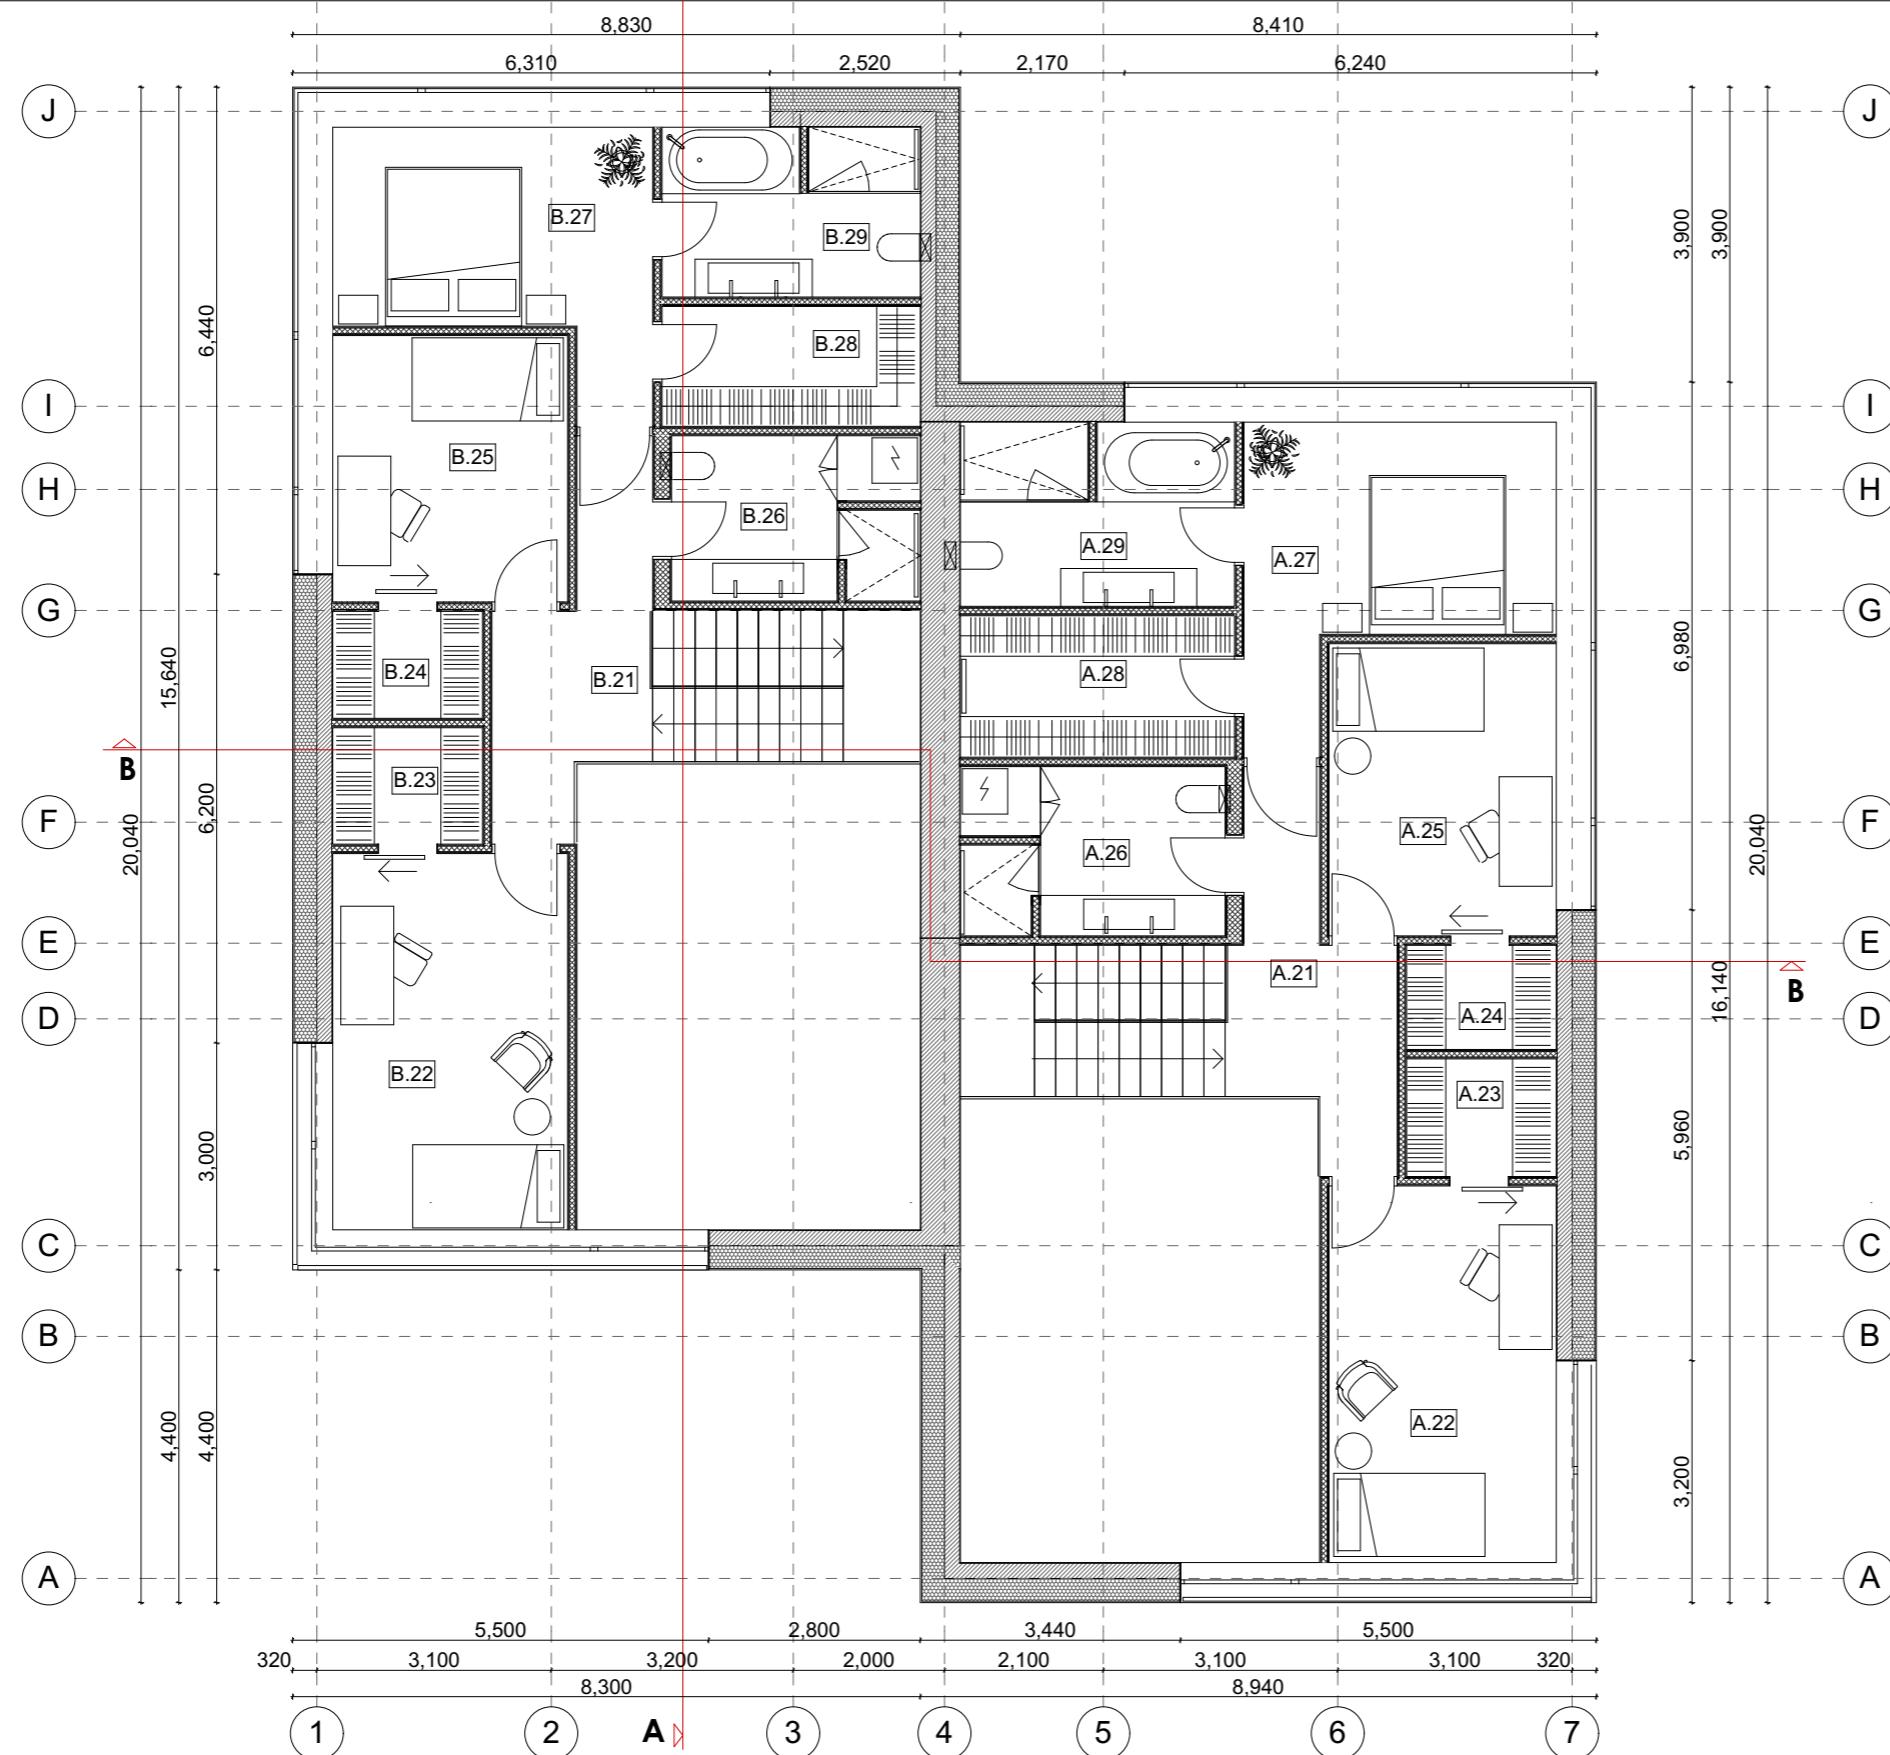 8,830 8,410
6,310 2,520 2,170 6,240
J J
B.27
B.29
3,900 3,900
6,440
B.28
I I
B.25
H H
B.26
A.29
A.27
G G
15,640
B.24
B.21
A.28
6,980
B
B.23
F F
6,200
20,040
A.25
A.26
20,040
E E
A.21
B
16,140
D D
A.24
B.22
A.23
3,000
5,960
C C
B B
4,400 4,400
A.22
3,200
A A
5,500 2,800 3,440 5,500
320 3,100 3,200 2,000 2,100 3,100 3,100 320
8,300 8,940
1 2 A 3 4 5 6 7